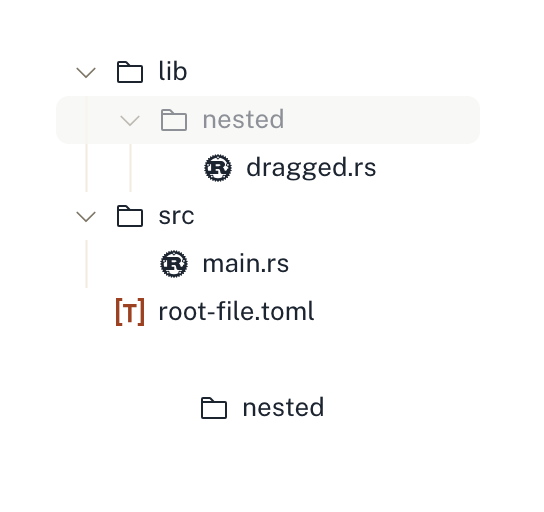 lib
nested
dragged.rs
src
main.rs
[T] root-file.toml
nested